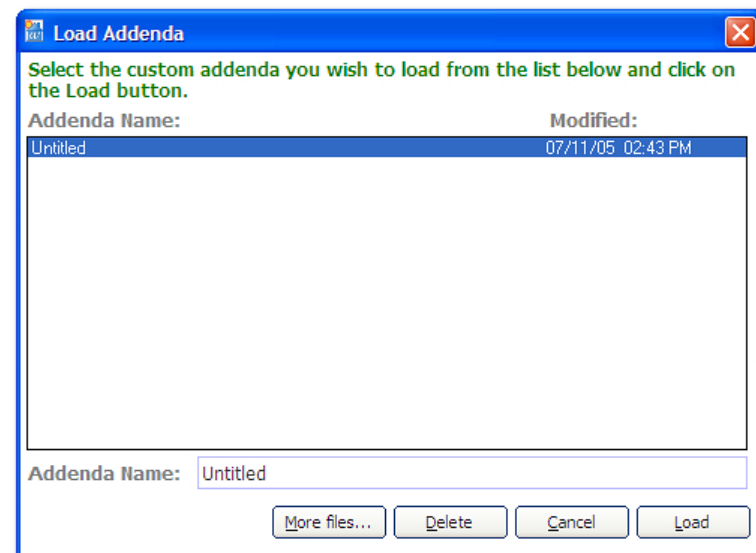 Load Addenda
Select the custom addenda you wish to load from the list below and click on
the Load button.
Addenda Name: Modified:
Untitled 07/11/05 02:43 PM
Addenda Name: Untitled
More files... Delete Cancel Load